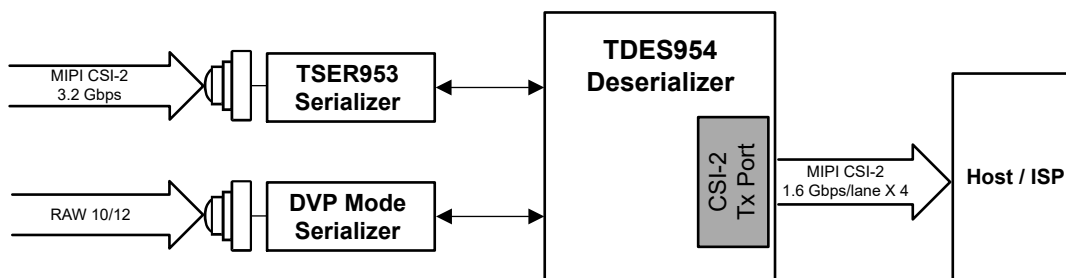 MIPI CSI-2
3.2 Gbps
TSER953
Serializer
RAW 10/12
DVP Mode
Serializer
TDES954
Deserializer
CSI-2
Tx Port
MIPI CSI-2
1.6 Gbps/lane X 4
Host / ISP